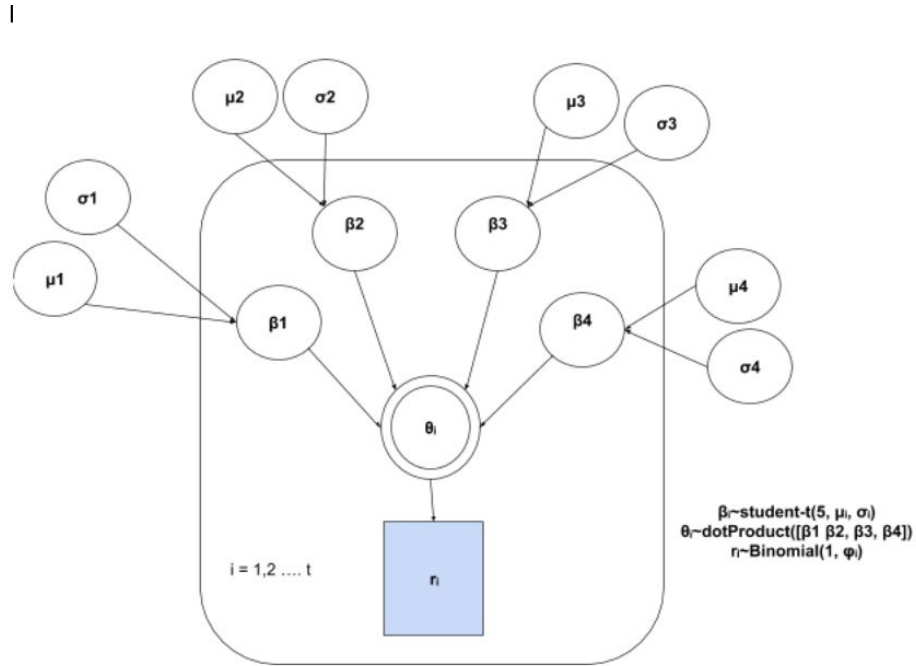 μ2
σ2
μ3
σ3
σ1
μ1
β2
β3
β1
β4
μ4
σ4
θᵢ
rᵢ
i = 1,2 .... t
βᵢ~student-t(5, μᵢ, σᵢ)
θᵢ~dotProduct([β1 β2, β3, β4])
rᵢ~Binomial(1, φᵢ)